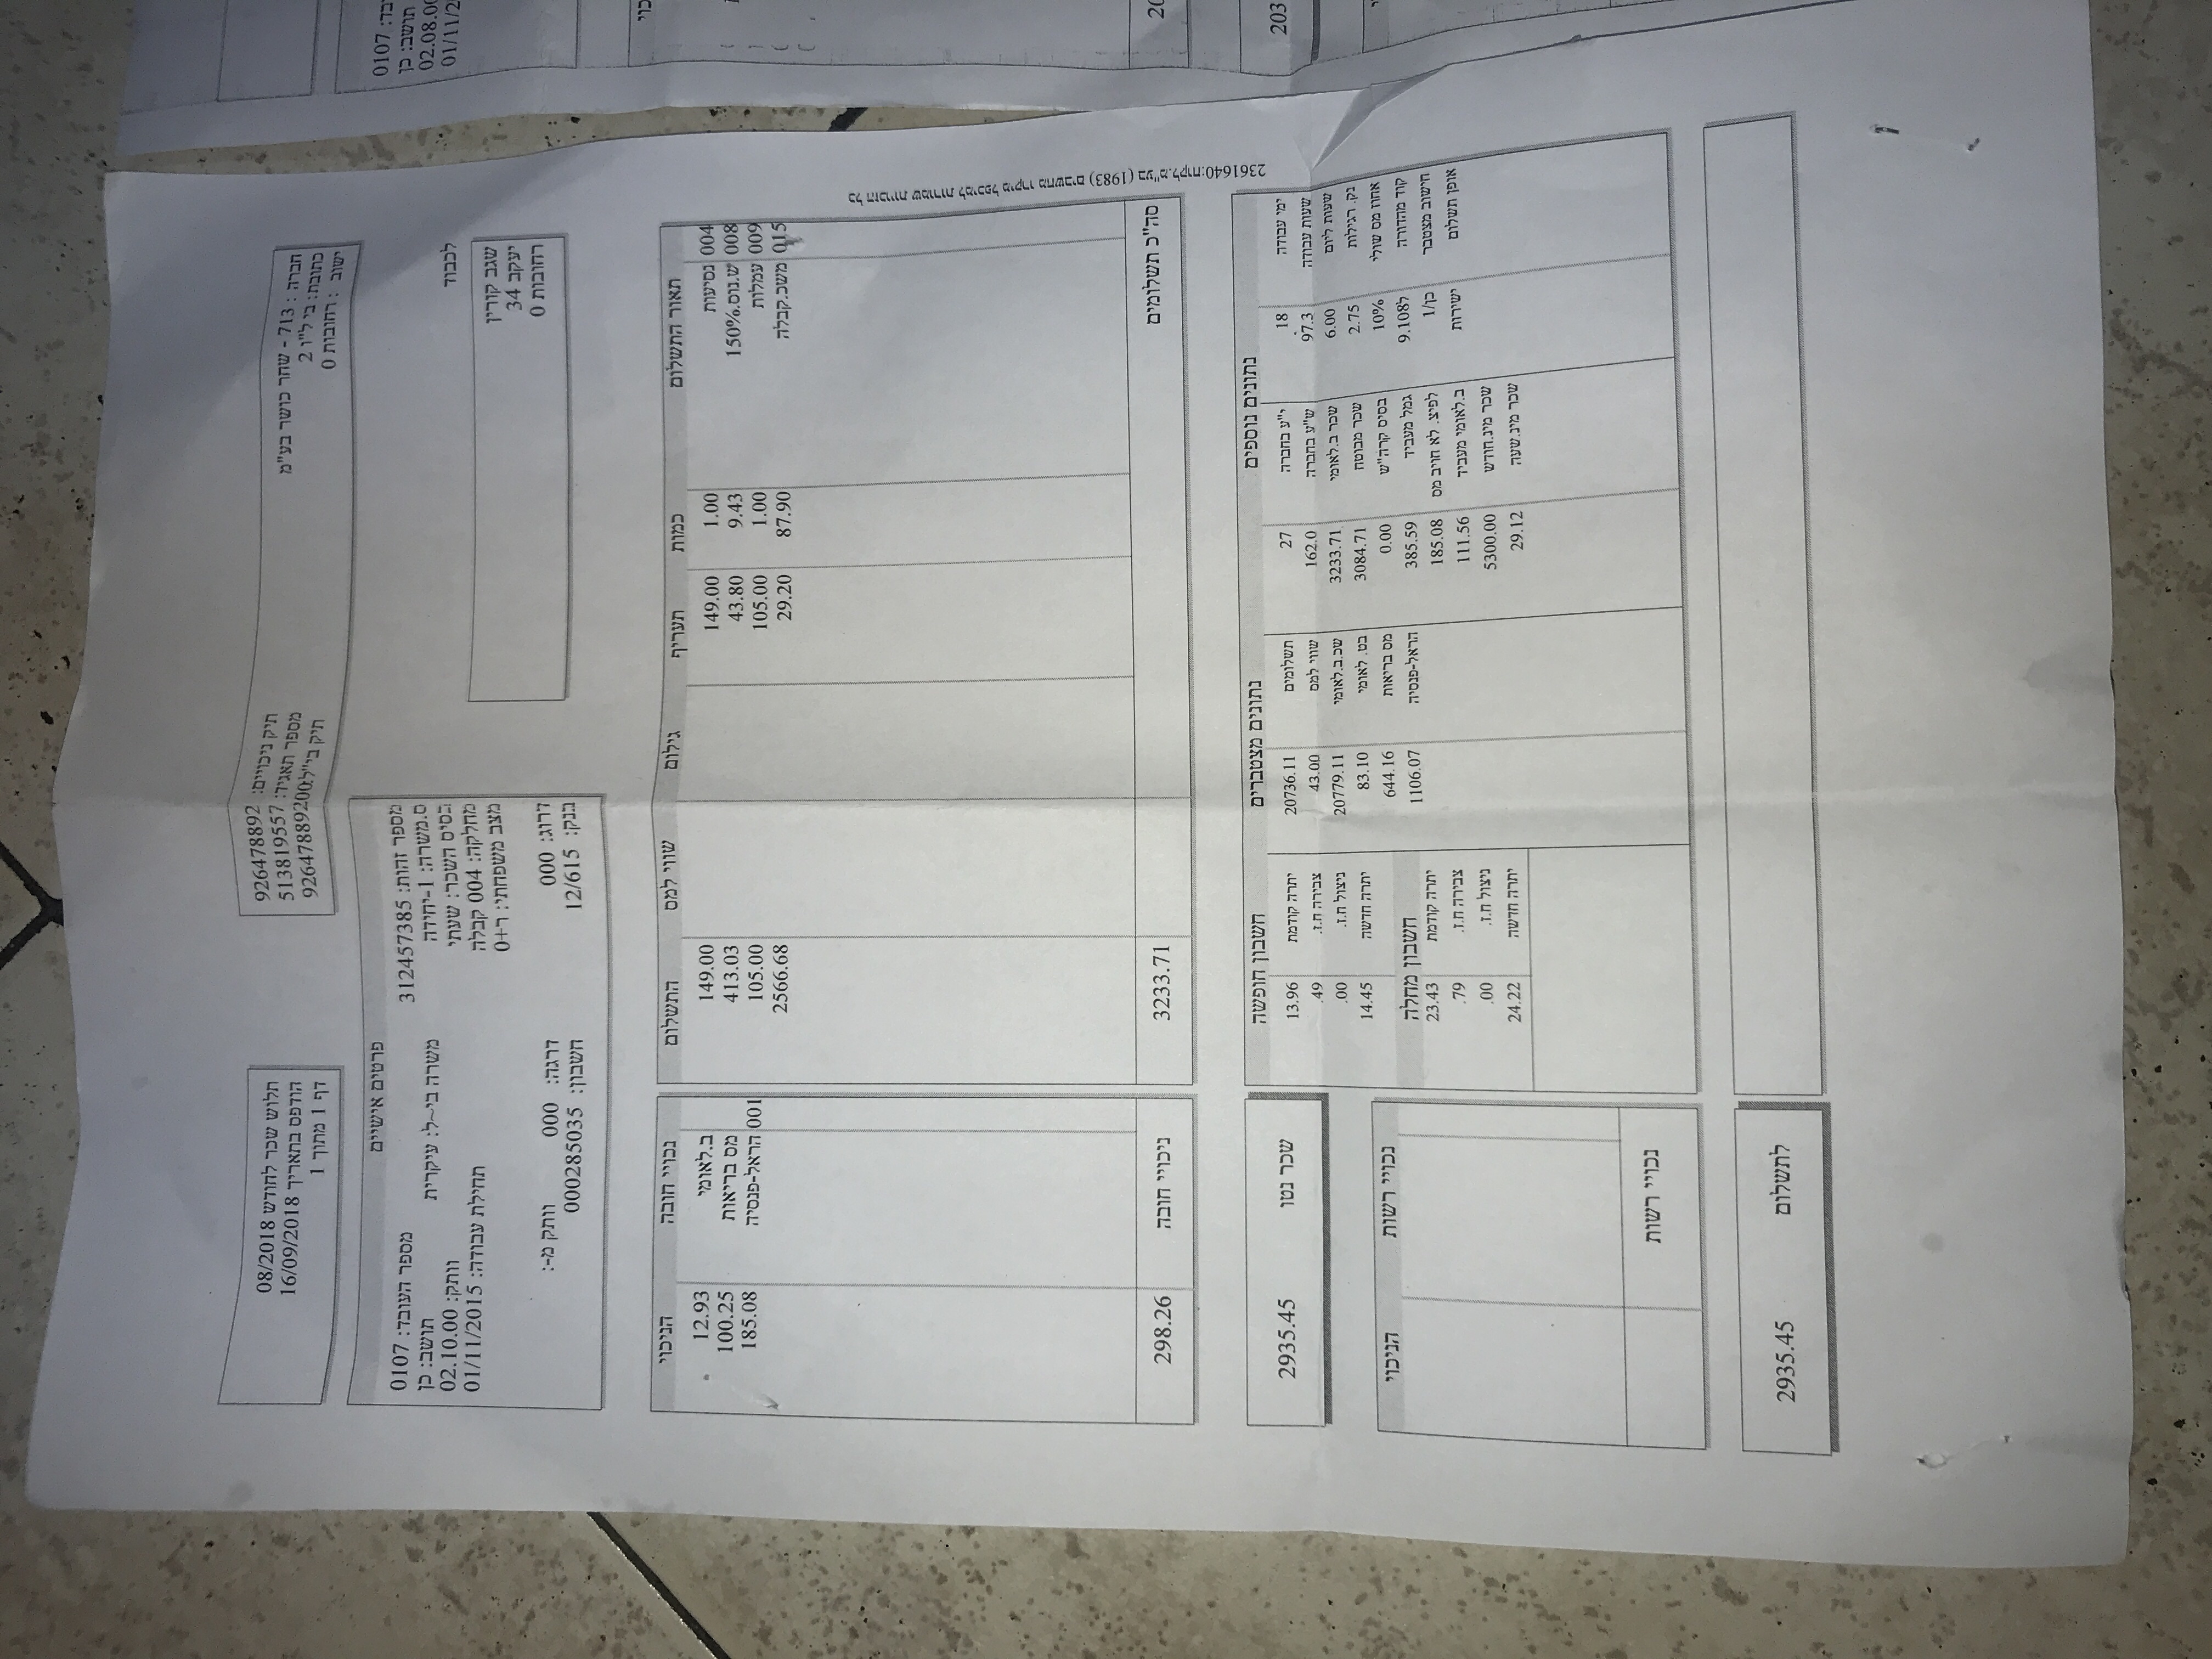 חברה : 713 - שחר כושר בע"מ
כתובת: בי ל"ו 2
ישוב : רחובות 0
תיק ניכויים: 926478892
מספר תאגיד: 513819557
תיק בי"ל:92647889200
תלוש שכר לחודש 08/2018
הודפס בתאריך 16/09/2018
דף 1 מתוך 1
פרטים אישיים
מספר זהות: 312457385 מספר העובד: 0107
ס.משרה: 1-יחידה משרה בי~ל: עיקרית תושב: כן
בסיס השכר: שעתי וותק: 02.10.00
מחלקה: 004 קבלה תחילת עבודה: 01/11/2015
מצב משפחתי: ר+0
דרוג: 000 דרגה: 000 וותק מ-:
בנק: 12/615 חשבון: 000285035
לכבוד
שגב קורין
יעקב 34
רחובות 0
תאור התשלום כמות תעריף גילום שווי למס התשלום
004 נסיעות 1.00 149.00 149.00
008 ש.נוס.150% 9.43 43.80 413.03
009 עמלות 1.00 105.00 105.00
015 משכ.קבלה 87.90 29.20 2566.68
סה"כ תשלומים 3233.71
נכויי חובה הניכוי
ב.לאומי 12.93
מס בריאות 100.25
001 הראל-פנסיה 185.08
ניכויי חובה 298.26
כל הזכויות שמורות למיכפל מיקרו מחשבים (1983) בע"מ.לקוח:2361640
נתונים נוספים
ימי עבודה 18 י"ע בחברה 27
שעות עבודה 97.3 ש"ע בחברה 162.0
שעות ליום 6.00 שכר ב.לאומי 3233.71
נק. רגילות 2.75 שכר מבוטח 3084.71
אחוז מס שולי 10% בסיס קרה"ש 0.00
קוד מהדורה 9.108ל גמל מעביד 385.59
חישוב מצטבר כן/1 לפיצ. לא חויב מס 185.08
אופן תשלום ישירות ב.לאומי מעביד 111.56
שכר מינ.חודש 5300.00
שכר מינ.שעה 29.12
נתונים מצטברים
תשלומים 20736.11
שווי למס 43.00
שכ.ב.לאומי 20779.11
בט. לאומי 83.10
מס בריאות 644.16
הראל-פנסיה 1106.07
חשבון חופשה
יתרה קודמת 13.96
צבירה ח.ז. .49
ניצול ח.ז. .00
יתרה חדשה 14.45
חשבון מחלה
יתרה קודמת 23.43
צבירה ח.ז. .79
ניצול ח.ז. .00
יתרה חדשה 24.22
שכר נטו 2935.45
נכויי רשות הניכוי
נכויי רשות
לתשלום 2935.45
0107
תושב: כן